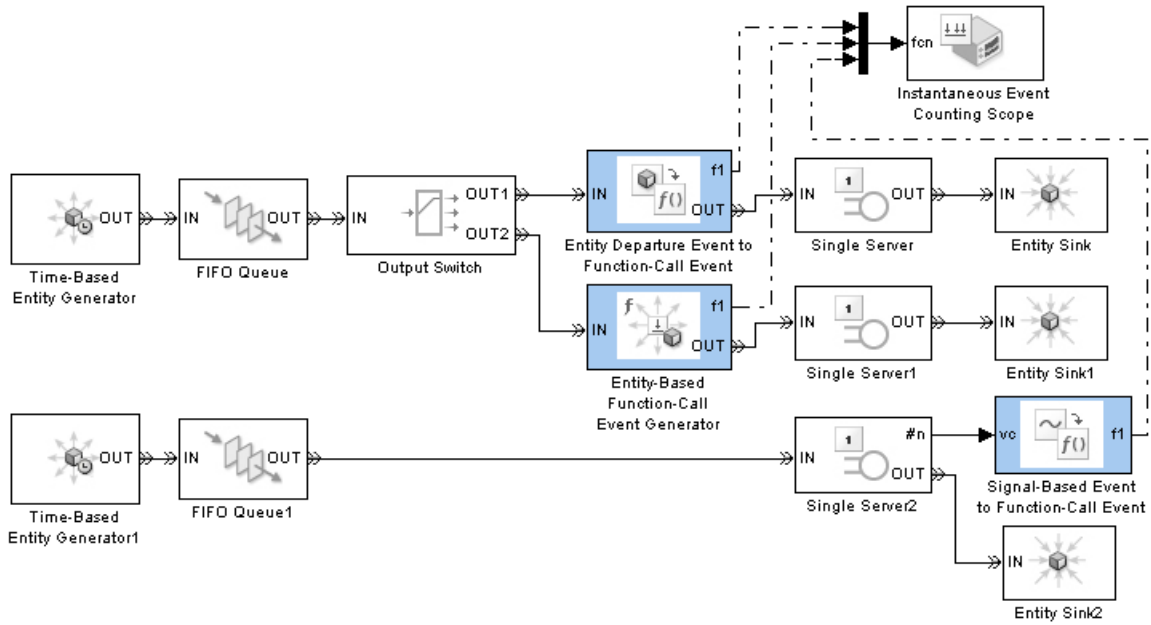 fcn
Instantaneous Event
Counting Scope
OUT
Time-Based
Entity Generator
IN
OUT
FIFO Queue
IN
OUT1
OUT2
Output Switch
IN
f1
OUT
Entity Departure Event to
Function-Call Event
1
IN
OUT
Single Server
IN
Entity Sink
f
IN
f1
OUT
Entity-Based
Function-Call
Event Generator
1
IN
OUT
Single Server1
IN
Entity Sink1
f()
OUT
Time-Based
Entity Generator1
IN
OUT
FIFO Queue1
1
IN
#n
OUT
Single Server2
vc
f()
f1
Signal-Based Event
to Function-Call Event
IN
Entity Sink2